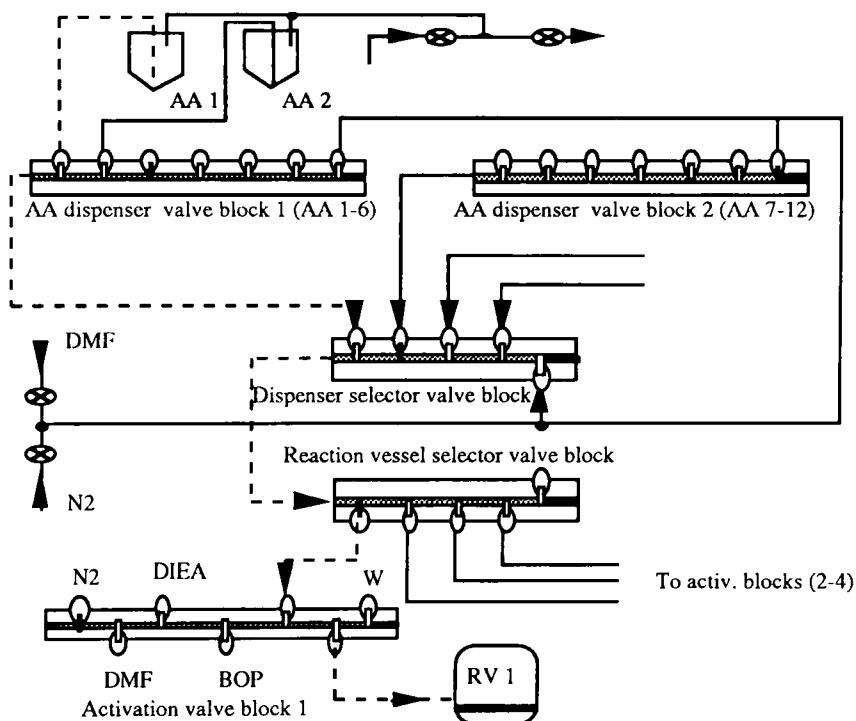 AA 1
AA 2
AA dispenser valve block 1 (AA 1-6)
AA dispenser valve block 2 (AA 7-12)
DMF
Dispenser selector valve block
Reaction vessel selector valve block
N2
N2
DIEA
W
To activ. blocks (2-4)
DMF
BOP
RV 1
Activation valve block 1